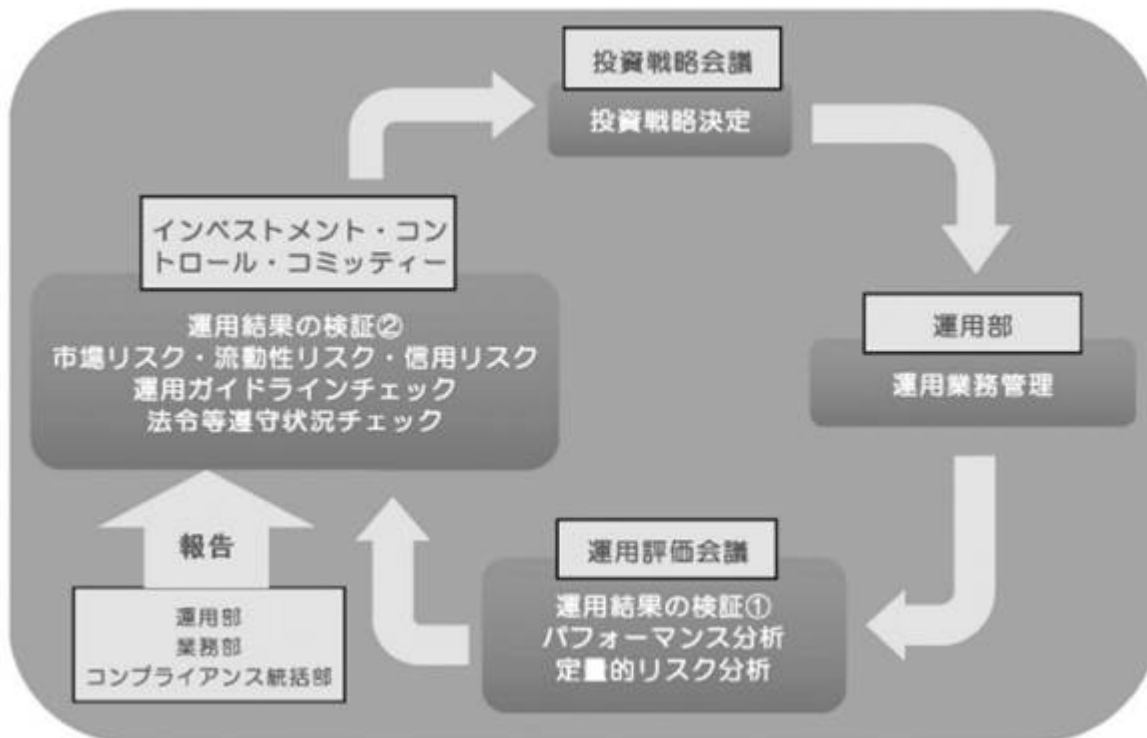 投資戦略会議
投資戦略決定
運用部
運用業務管理
運用評価会議
運用結果の検証①
パフォーマンス分析
定量的リスク分析
インベストメント・コン
トロール・コミッティー
運用結果の検証②
市場リスク・流動性リスク・信用リスク
運用ガイドラインチェック
法令等遵守状況チェック
報告
運用部
業務部
コンプライアンス統括部